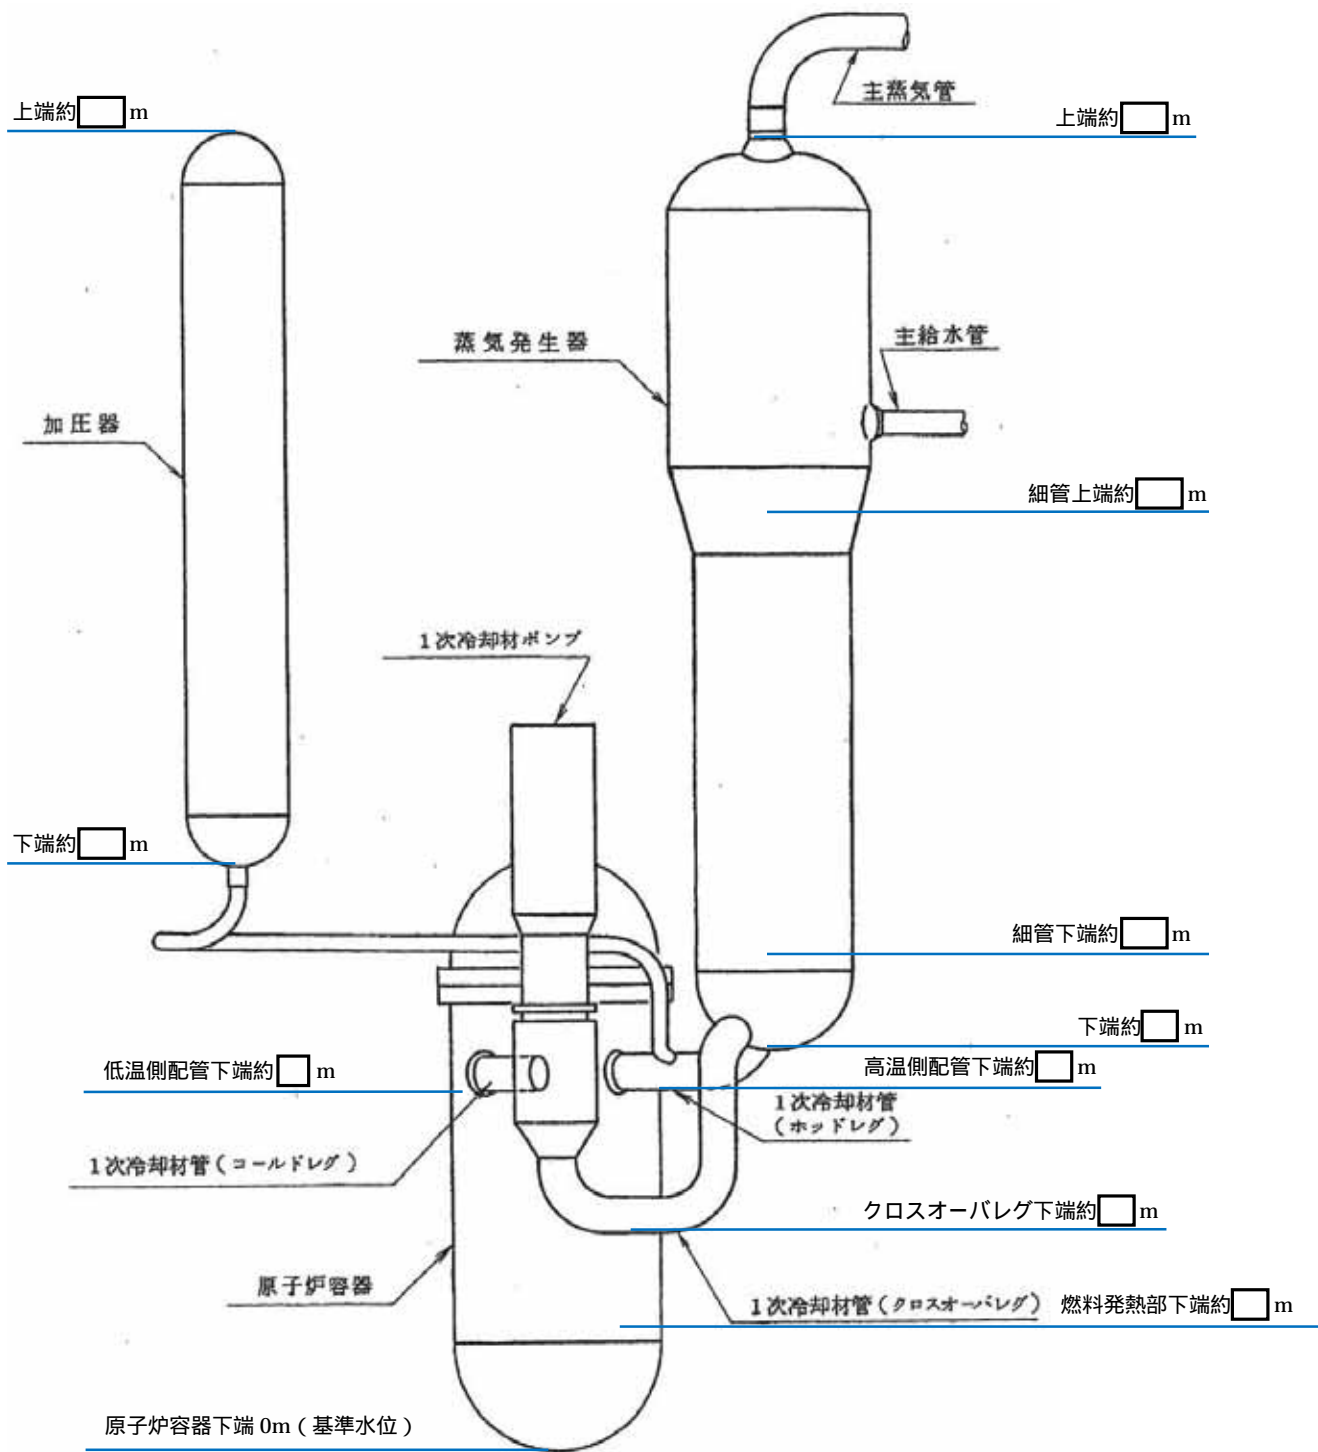 主蒸気管
上端約□m
上端約□m
蒸気発生器
主給水管
加圧器
細管上端約□m
1次冷却材ポンプ
下端約□m
細管下端約□m
下端約□m
低温側配管下端約□m
高温側配管下端約□m
1次冷却材管
(ホットレグ)
1次冷却材管(コールドレグ)
クロスオーバレグ下端約□m
原子炉容器
1次冷却材管(クロスオーバレグ)
燃料発熱部下端約□m
原子炉容器下端 0m(基準水位)